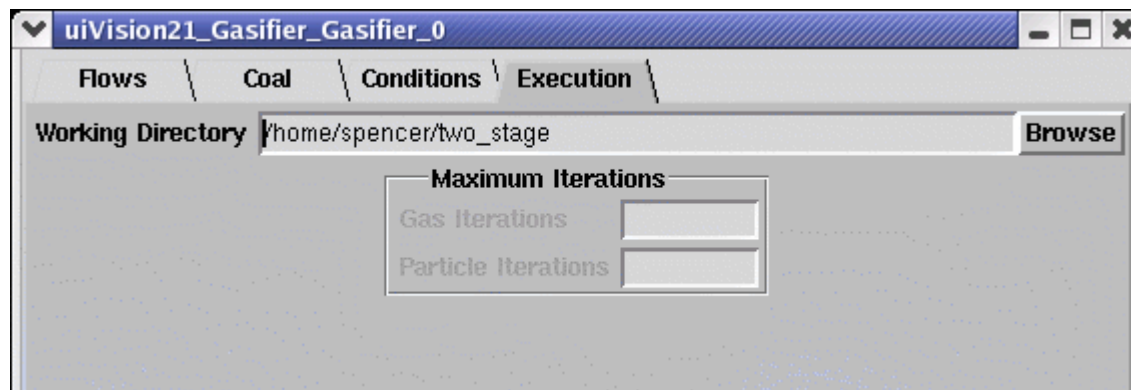 uiVision21_Gasifier_Gasifier_0
Flows Coal Conditions Execution
Working Directory /home/spencer/two_stage Browse
Maximum Iterations
Gas Iterations
Particle Iterations